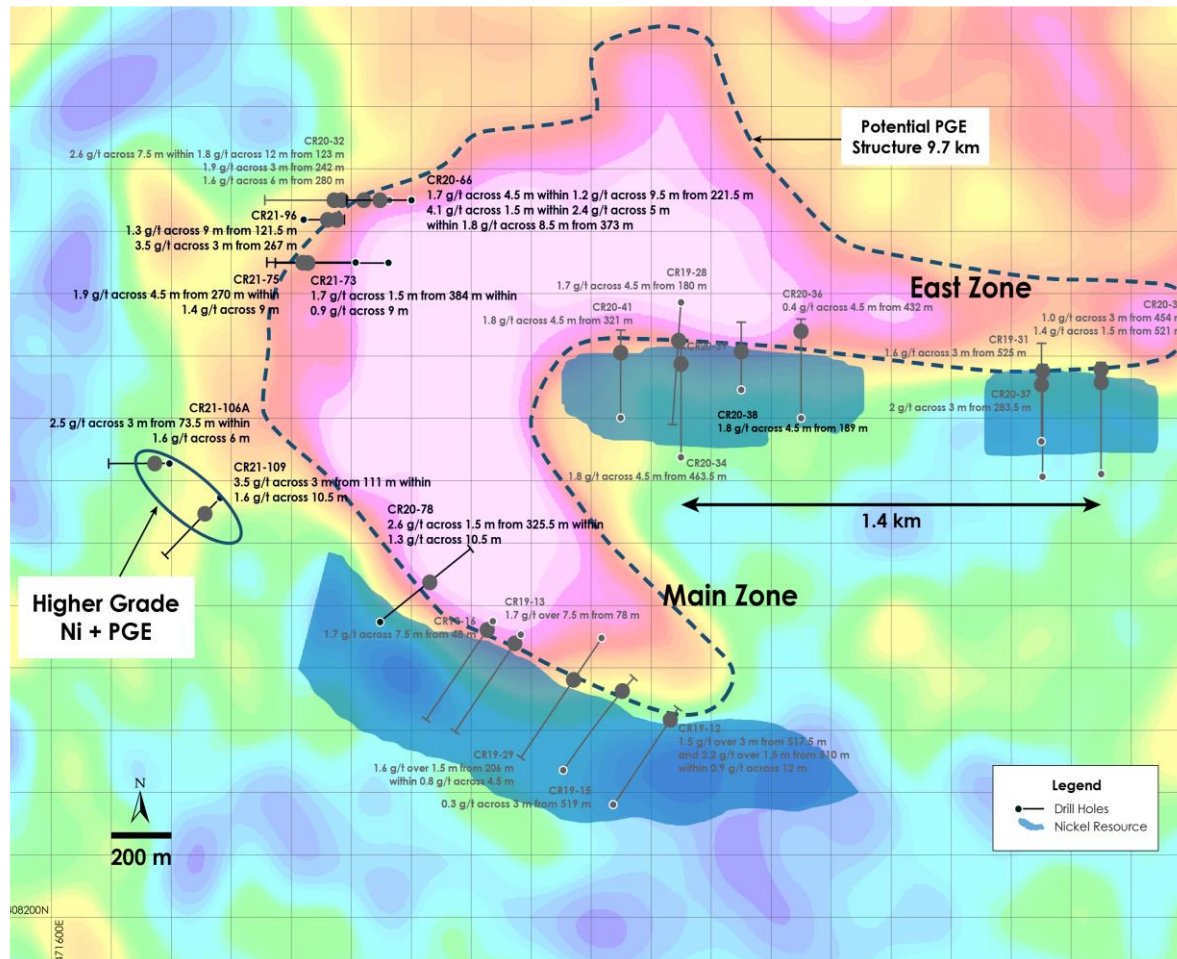 Potential PGE
Structure 9.7 km
CR20-32
2.6 g/t across 7.5 m within 1.8 g/t across 12 m from 123 m
1.9 g/t across 3 m from 242 m
1.6 g/t across 6 m from 280 m
CR20-66
1.7 g/t across 4.5 m within 1.2 g/t across 9.5 m from 221.5 m
4.1 g/t across 1.5 m within 2.4 g/t across 5 m
within 1.8 g/t across 8.5 m from 373 m
CR21-96
1.3 g/t across 9 m from 121.5 m
3.5 g/t across 3 m from 267 m
CR21-75
1.9 g/t across 4.5 m from 270 m within
1.4 g/t across 9 m
CR21-73
1.7 g/t across 1.5 m from 384 m within
0.9 g/t across 9 m
CR19-28
1.7 g/t across 4.5 m from 180 m
CR20-41
1.8 g/t across 4.5 m from 321 m
CR20-36
0.4 g/t across 4.5 m from 432 m
East Zone
CR20-3
1.0 g/t across 3 m from 454 m
1.4 g/t across 1.5 m from 521 m
CR19-31
1.6 g/t across 3 m from 525 m
CR20-37
2 g/t across 3 m from 283.5 m
CR20-38
1.8 g/t across 4.5 m from 189 m
CR20-34
1.8 g/t across 4.5 m from 463.5 m
1.4 km
CR21-106A
2.5 g/t across 3 m from 73.5 m within
1.6 g/t across 6 m
CR21-109
3.5 g/t across 3 m from 111 m within
1.6 g/t across 10.5 m
CR20-78
2.6 g/t across 1.5 m from 325.5 m within
1.3 g/t across 10.5 m
Higher Grade
Ni + PGE
Main Zone
CR19-13
1.7 g/t over 7.5 m from 78 m
CR19-16
1.7 g/t across 7.5 m from 48 m
CR19-12
1.5 g/t over 3 m from 517.5 m
and 2.2 g/t over 1.5 m from 610 m
within 0.9 g/t across 12 m
CR19-29
1.6 g/t over 1.5 m from 206 m
within 0.8 g/t across 4.5 m
CR19-15
0.3 g/t across 3 m from 519 m
N
200 m
Legend
Drill Holes
Nickel Resource
08200N
471600E